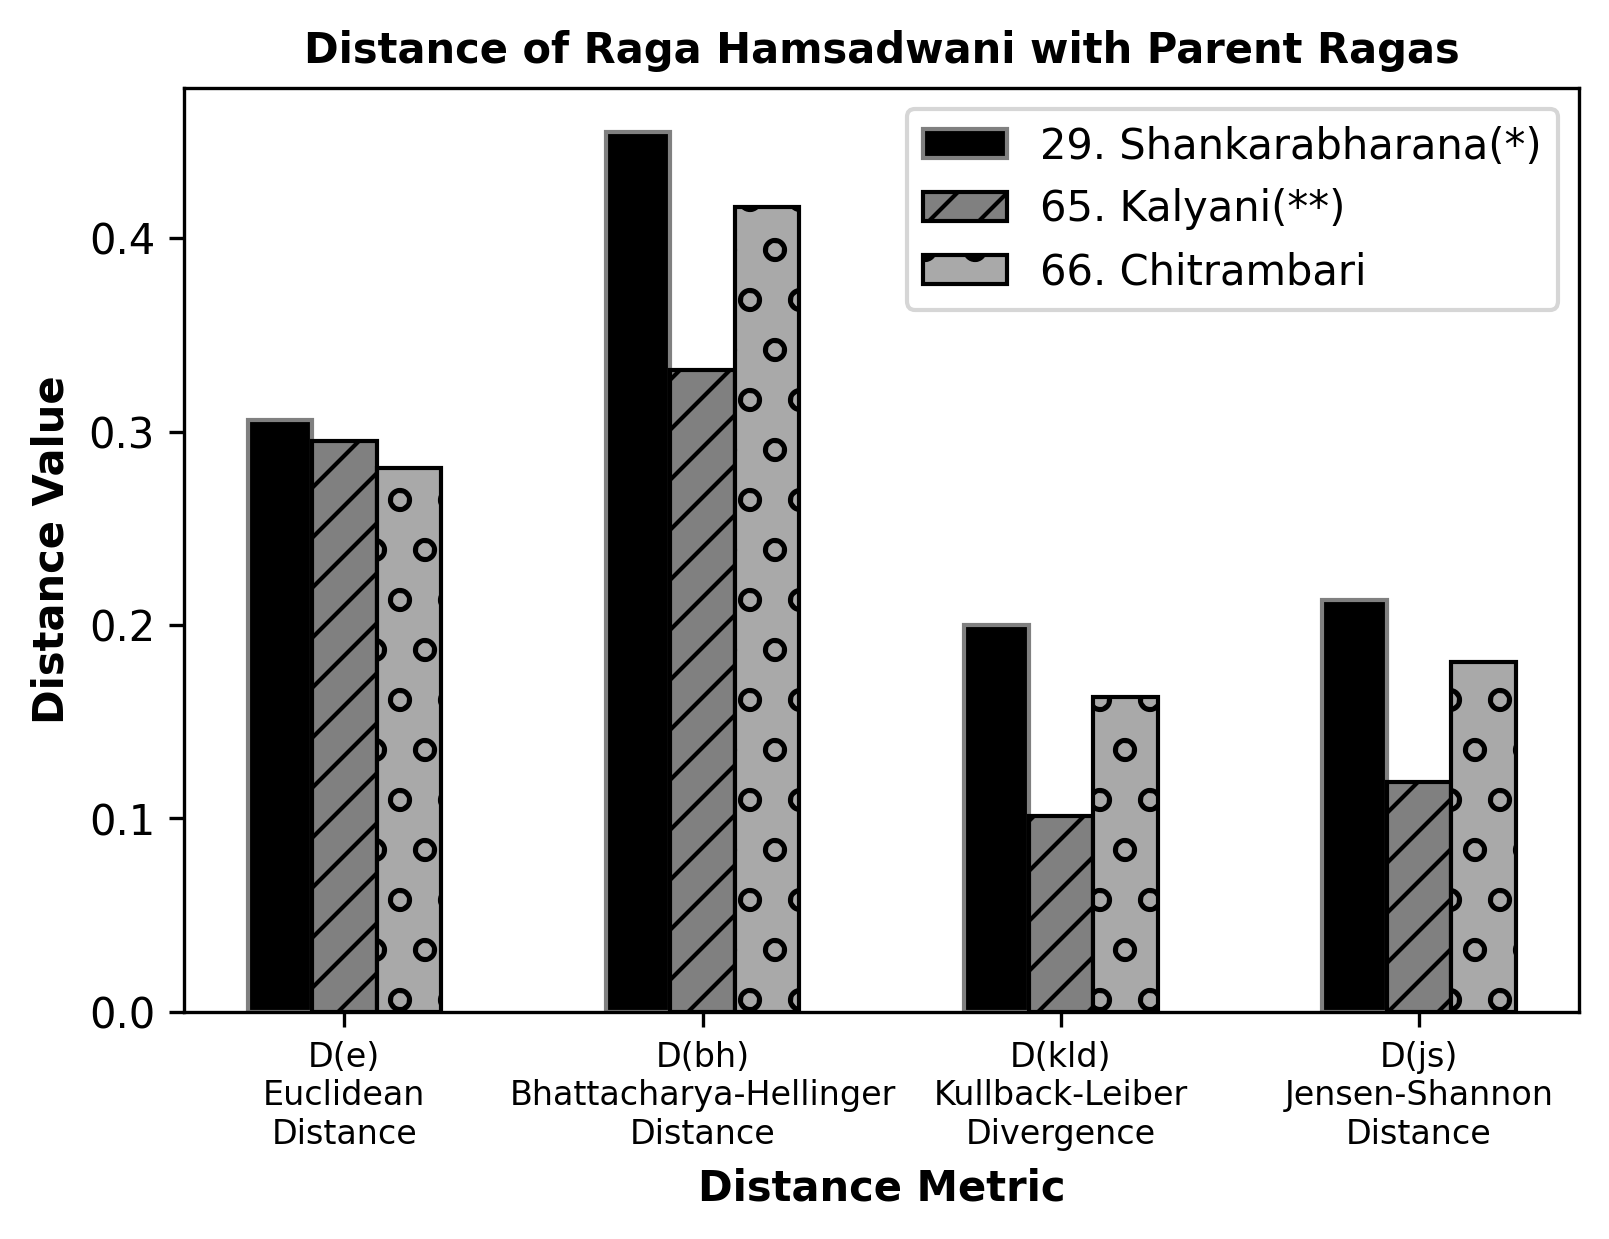 Distance of Raga Hamsadwani with Parent Ragas
29. Shankarabharana(*)
65. Kalyani(**)
66. Chitrambari
Distance Value
0.4
0.3
0.2
0.1
0.0
D(e)
Euclidean
Distance
D(bh)
Bhattacharya-Hellinger
Distance
D(kld)
Kullback-Leiber
Divergence
D(js)
Jensen-Shannon
Distance
Distance Metric